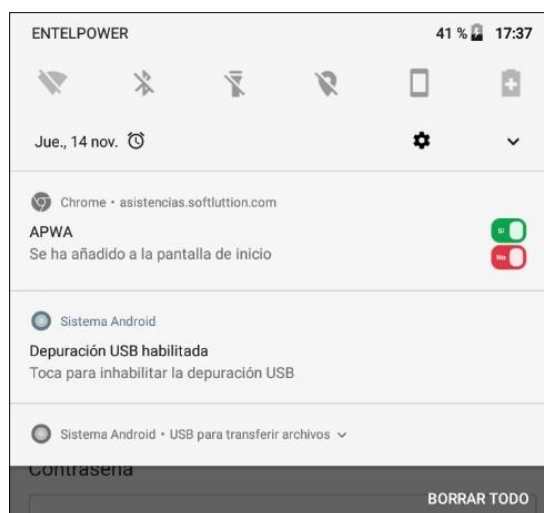 ENTELPOWER 41 % 17:37
Jue., 14 nov.
Chrome • asistencias.softluttion.com
APWA
Se ha añadido a la pantalla de inicio
SI
No
Sistema Android
Depuración USB habilitada
Toca para inhabilitar la depuración USB
Sistema Android • USB para transferir archivos
Contraseña
BORRAR TODO